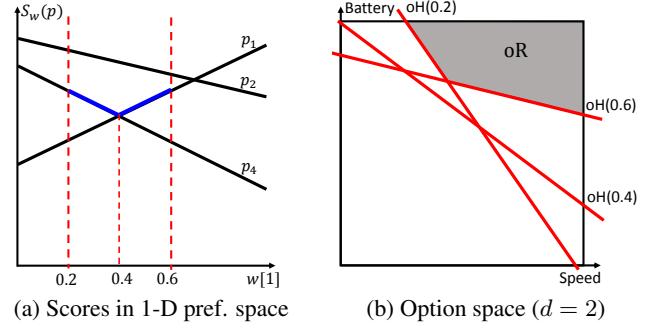 S_w(p)
p_1
p_2
p_4
0.2
0.4
0.6
w[1]
(a) Scores in 1-D pref. space
Battery
oH(0.2)
oR
oH(0.6)
oH(0.4)
Speed
(b) Option space (d = 2)